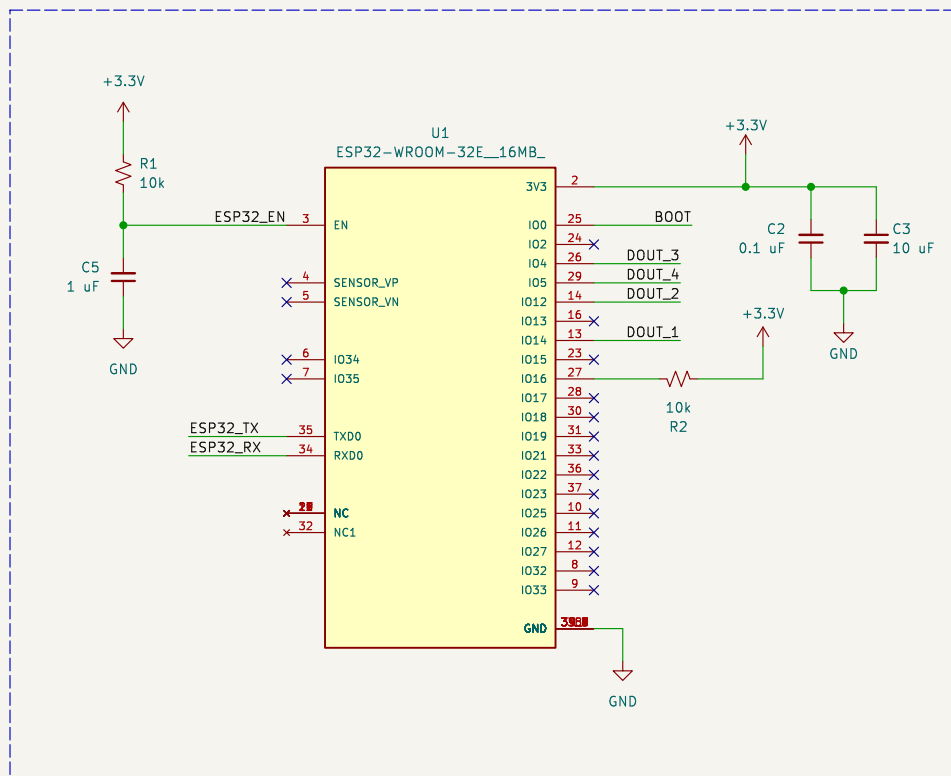 +3.3V
R1
10k
C5
1 uF
GND
U1
ESP32-WROOM-32E__16MB_
ESP32_EN 3 EN
4 SENSOR_VP
5 SENSOR_VN
6 IO34
7 IO35
ESP32_TX 35 TXD0
ESP32_RX 34 RXD0
NC
32 NC1
3V3 2
IO0 25 BOOT
IO2 24
IO4 26 DOUT_3
IO5 29 DOUT_4
IO12 14 DOUT_2
IO13 16
IO14 13 DOUT_1
IO15 23
IO16 27
IO17 28
IO18 30
IO19 31
IO21 33
IO22 36
IO23 37
IO25 10
IO26 11
IO27 12
IO32 8
IO33 9
GND
GND
+3.3V
C2
0.1 uF
C3
10 uF
GND
+3.3V
10k
R2